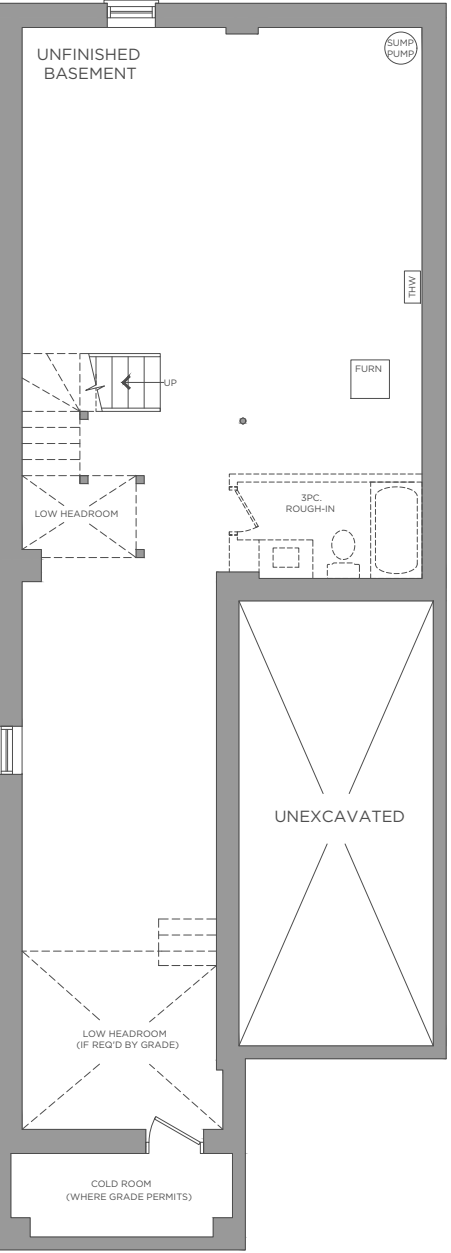 UNFINISHED
BASEMENT
SUMP
PUMP
THW
FURN
UP
3PC.
ROUGH-IN
LOW HEADROOM
UNEXCAVATED
LOW HEADROOM
(IF REQ'D BY GRADE)
COLD ROOM
(WHERE GRADE PERMITS)